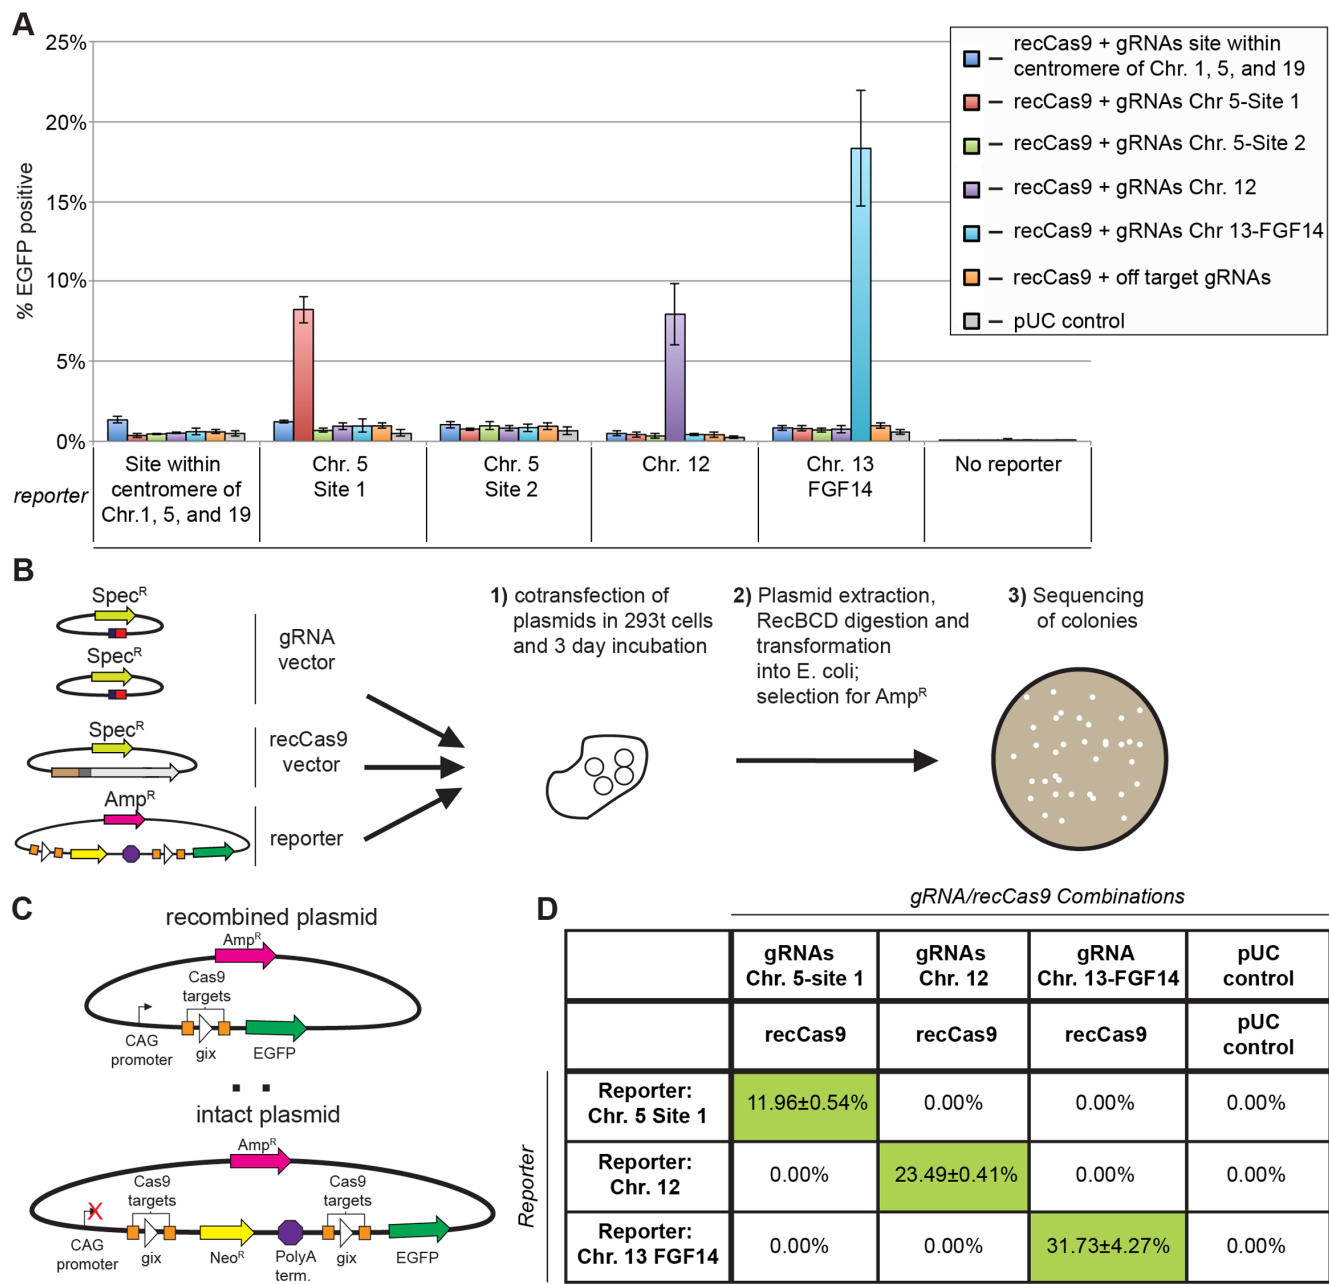 A
25%
20%
15%
10%
5%
0%
% EGFP positive
recCas9 + gRNAs site within
centromere of Chr. 1, 5, and 19
recCas9 + gRNAs Chr 5-Site 1
recCas9 + gRNAs Chr. 5-Site 2
recCas9 + gRNAs Chr. 12
recCas9 + gRNAs Chr 13-FGF14
recCas9 + off target gRNAs
pUC control
reporter
Site within
centromere of
Chr.1, 5, and 19
Chr. 5
Site 1
Chr. 5
Site 2
Chr. 12
Chr. 13
FGF14
No reporter
B
SpecR
SpecR
gRNA
vector
SpecR
recCas9
vector
AmpR
reporter
1) cotransfection of
plasmids in 293t cells
and 3 day incubation
2) Plasmid extraction,
RecBCD digestion and
transformation
into E. coli;
selection for AmpR
3) Sequencing
of colonies
C
recombined plasmid
AmpR
Cas9
targets
CAG
promoter
gix
EGFP
intact plasmid
AmpR
Cas9
targets
Cas9
targets
X
CAG
promoter
gix
NeoR
PolyA
term.
gix
EGFP
D
gRNA/recCas9 Combinations
gRNAs
Chr. 5-site 1
gRNAs
Chr. 12
gRNA
Chr. 13-FGF14
pUC
control
recCas9
recCas9
recCas9
pUC
control
Reporter
Reporter:
Chr. 5 Site 1
11.96±0.54%
0.00%
0.00%
0.00%
Reporter:
Chr. 12
0.00%
23.49±0.41%
0.00%
0.00%
Reporter:
Chr. 13 FGF14
0.00%
0.00%
31.73±4.27%
0.00%